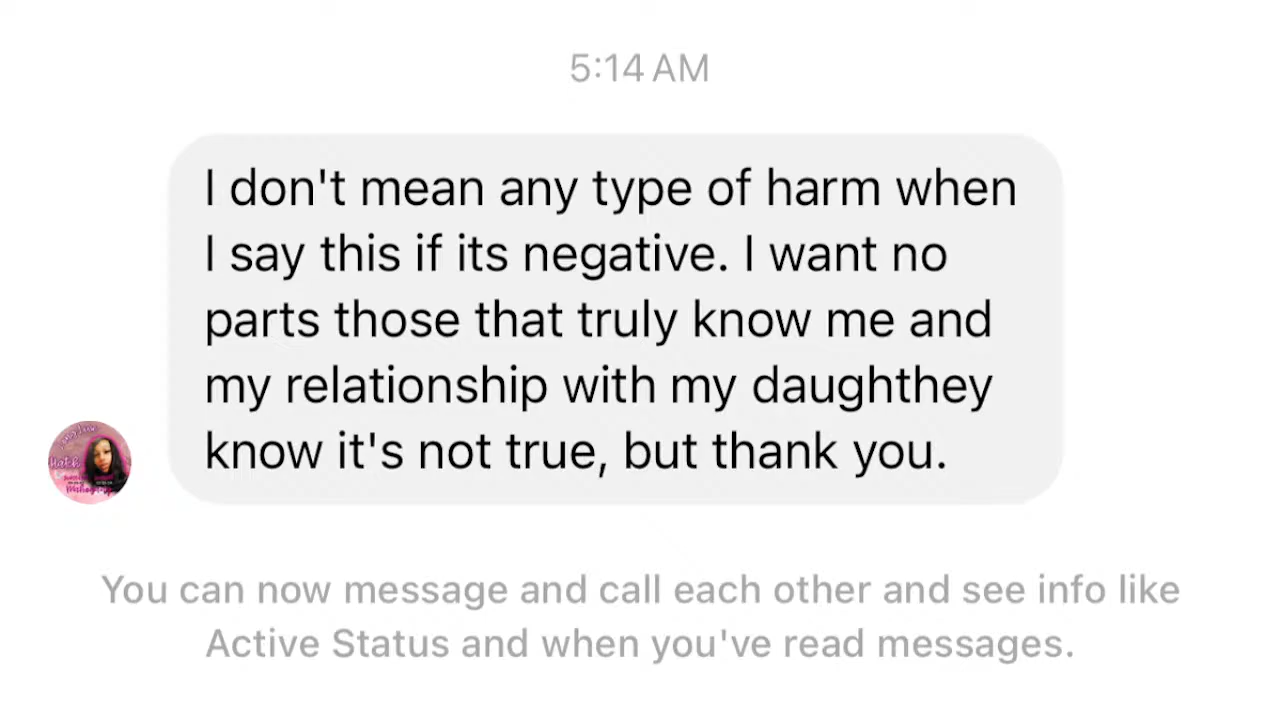 5:14 AM
I don't mean any type of harm when
I say this if its negative. I want no
parts those that truly know me and
my relationship with my daughthey
know it's not true, but thank you.
You can now message and call each other and see info like
Active Status and when you've read messages.